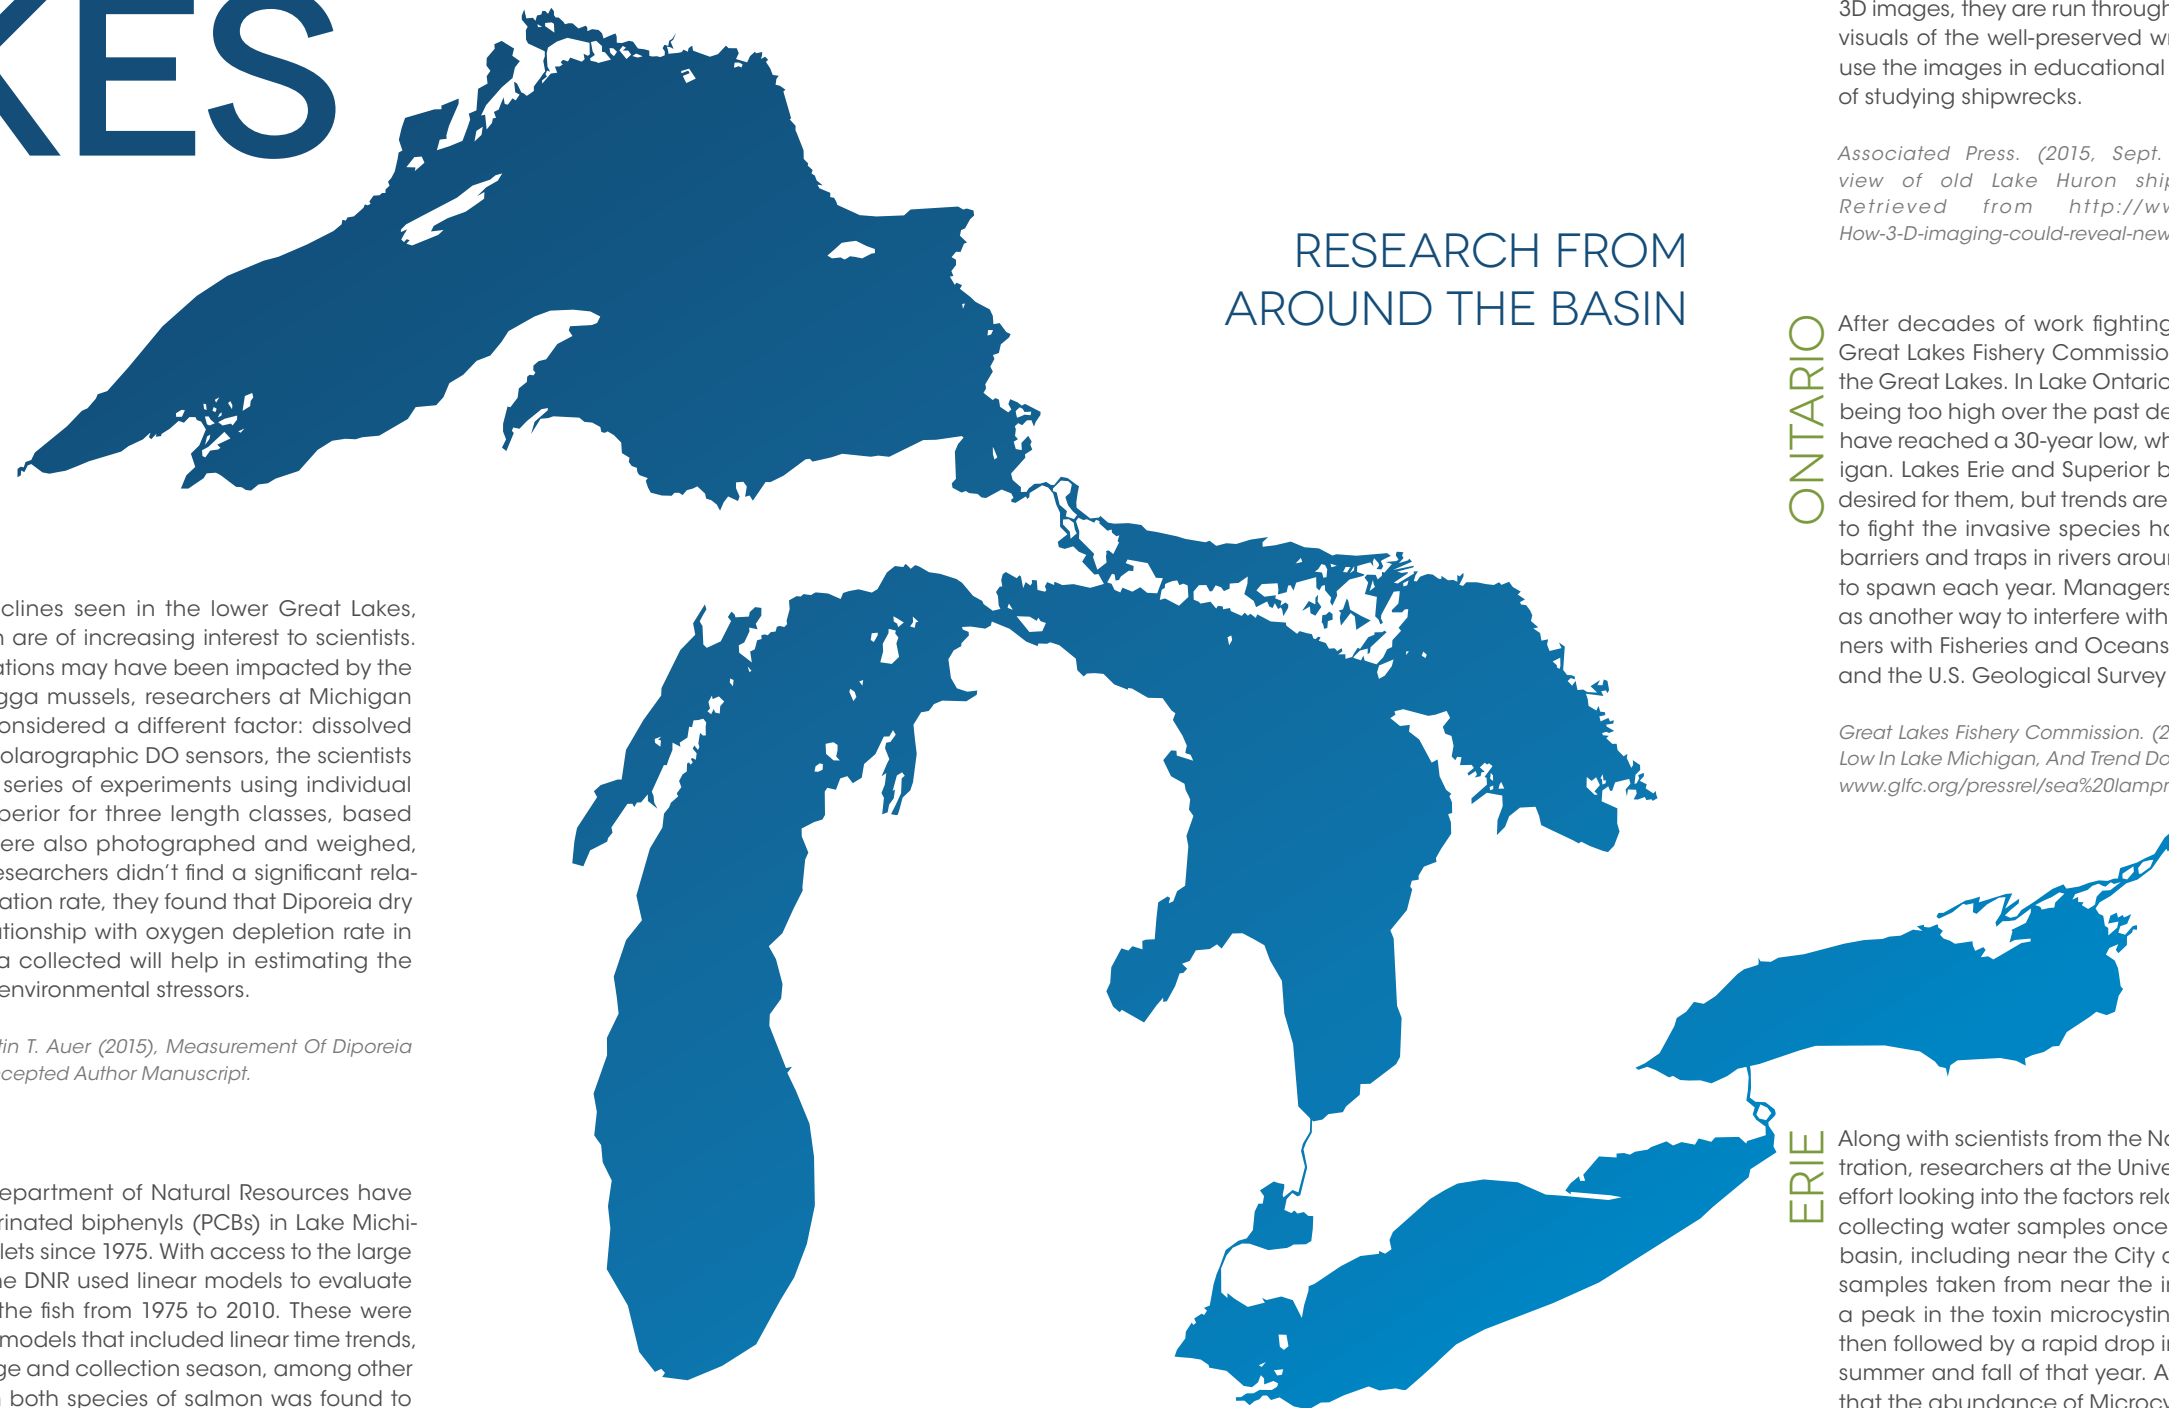 KES
RESEARCH FROM
AROUND THE BASIN
clines seen in the lower Great Lakes,
are of increasing interest to scientists.
ations may have been impacted by the
gga mussels, researchers at Michigan
onsidered a different factor: dissolved
olarographic DO sensors, the scientists
series of experiments using individual
perior for three length classes, based
ere also photographed and weighed,
esearchers didn't find a significant rela-
ation rate, they found that Diporeia dry
ationship with oxygen depletion rate in
a collected will help in estimating the
environmental stressors.
tin T. Auer (2015), Measurement Of Diporeia
ccepted Author Manuscript.
epartment of Natural Resources have
rinated biphenyls (PCBs) in Lake Michi-
lets since 1975. With access to the large
he DNR used linear models to evaluate
the fish from 1975 to 2010. These were
models that included linear time trends,
ge and collection season, among other
both species of salmon was found to
3D images, they are run through
visuals of the well-preserved wr
use the images in educational
of studying shipwrecks.
Associated Press. (2015, Sept.
view of old Lake Huron ship
Retrieved from http://ww
How-3-D-imaging-could-reveal-new
ONTARIO
After decades of work fighting
Great Lakes Fishery Commissio
the Great Lakes. In Lake Ontario
being too high over the past de
have reached a 30-year low, wh
igan. Lakes Erie and Superior b
desired for them, but trends are
to fight the invasive species ha
barriers and traps in rivers aroun
to spawn each year. Managers
as another way to interfere with
ners with Fisheries and Oceans
and the U.S. Geological Survey
Great Lakes Fishery Commission. (2
Low In Lake Michigan, And Trend Do
www.glfc.org/pressrel/sea%20lampr
ERIE
Along with scientists from the Na
tration, researchers at the Unive
effort looking into the factors rela
collecting water samples once
basin, including near the City o
samples taken from near the in
a peak in the toxin microcystin
then followed by a rapid drop in
summer and fall of that year. A
that the abundance of Microcy